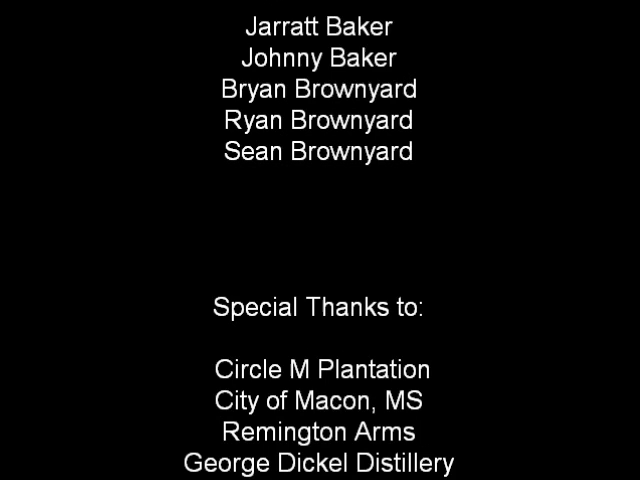 Jarratt Baker
Johnny Baker
Bryan Brownyard
Ryan Brownyard
Sean Brownyard
Special Thanks to:
Circle M Plantation
City of Macon, MS
Remington Arms
George Dickel Distillery